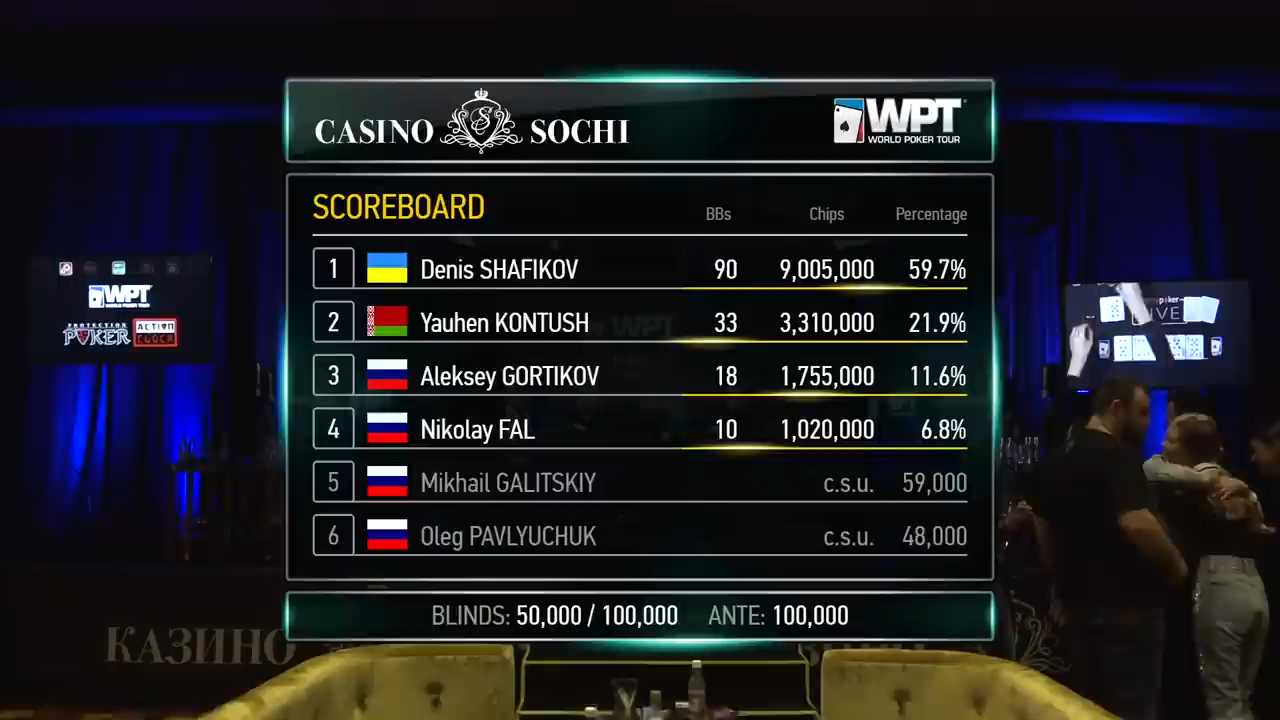 CASINO SOCHI
WPT
WORLD POKER TOUR
SCOREBOARD
BBs Chips Percentage
1 Denis SHAFIKOV 90 9,005,000 59.7%
2 Yauhen KONTUSH 33 3,310,000 21.9%
3 Aleksey GORTIKOV 18 1,755,000 11.6%
4 Nikolay FAL 10 1,020,000 6.8%
5 Mikhail GALITSKIY c.s.u. 59,000
6 Oleg PAVLYUCHUK c.s.u. 48,000
BLINDS: 50,000 / 100,000 ANTE: 100,000
WPT
PROTECTION
POKER
ACTION
CLOCK
LIVE
КАЗИНО